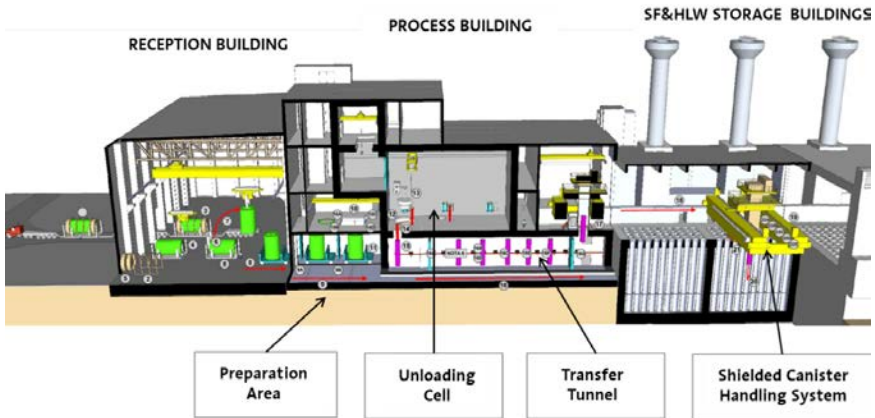 RECEPTION BUILDING
PROCESS BUILDING
SF&HLW STORAGE BUILDINGS
Preparation
Area
Unloading
Cell
Transfer
Tunnel
Shielded Canister
Handling System